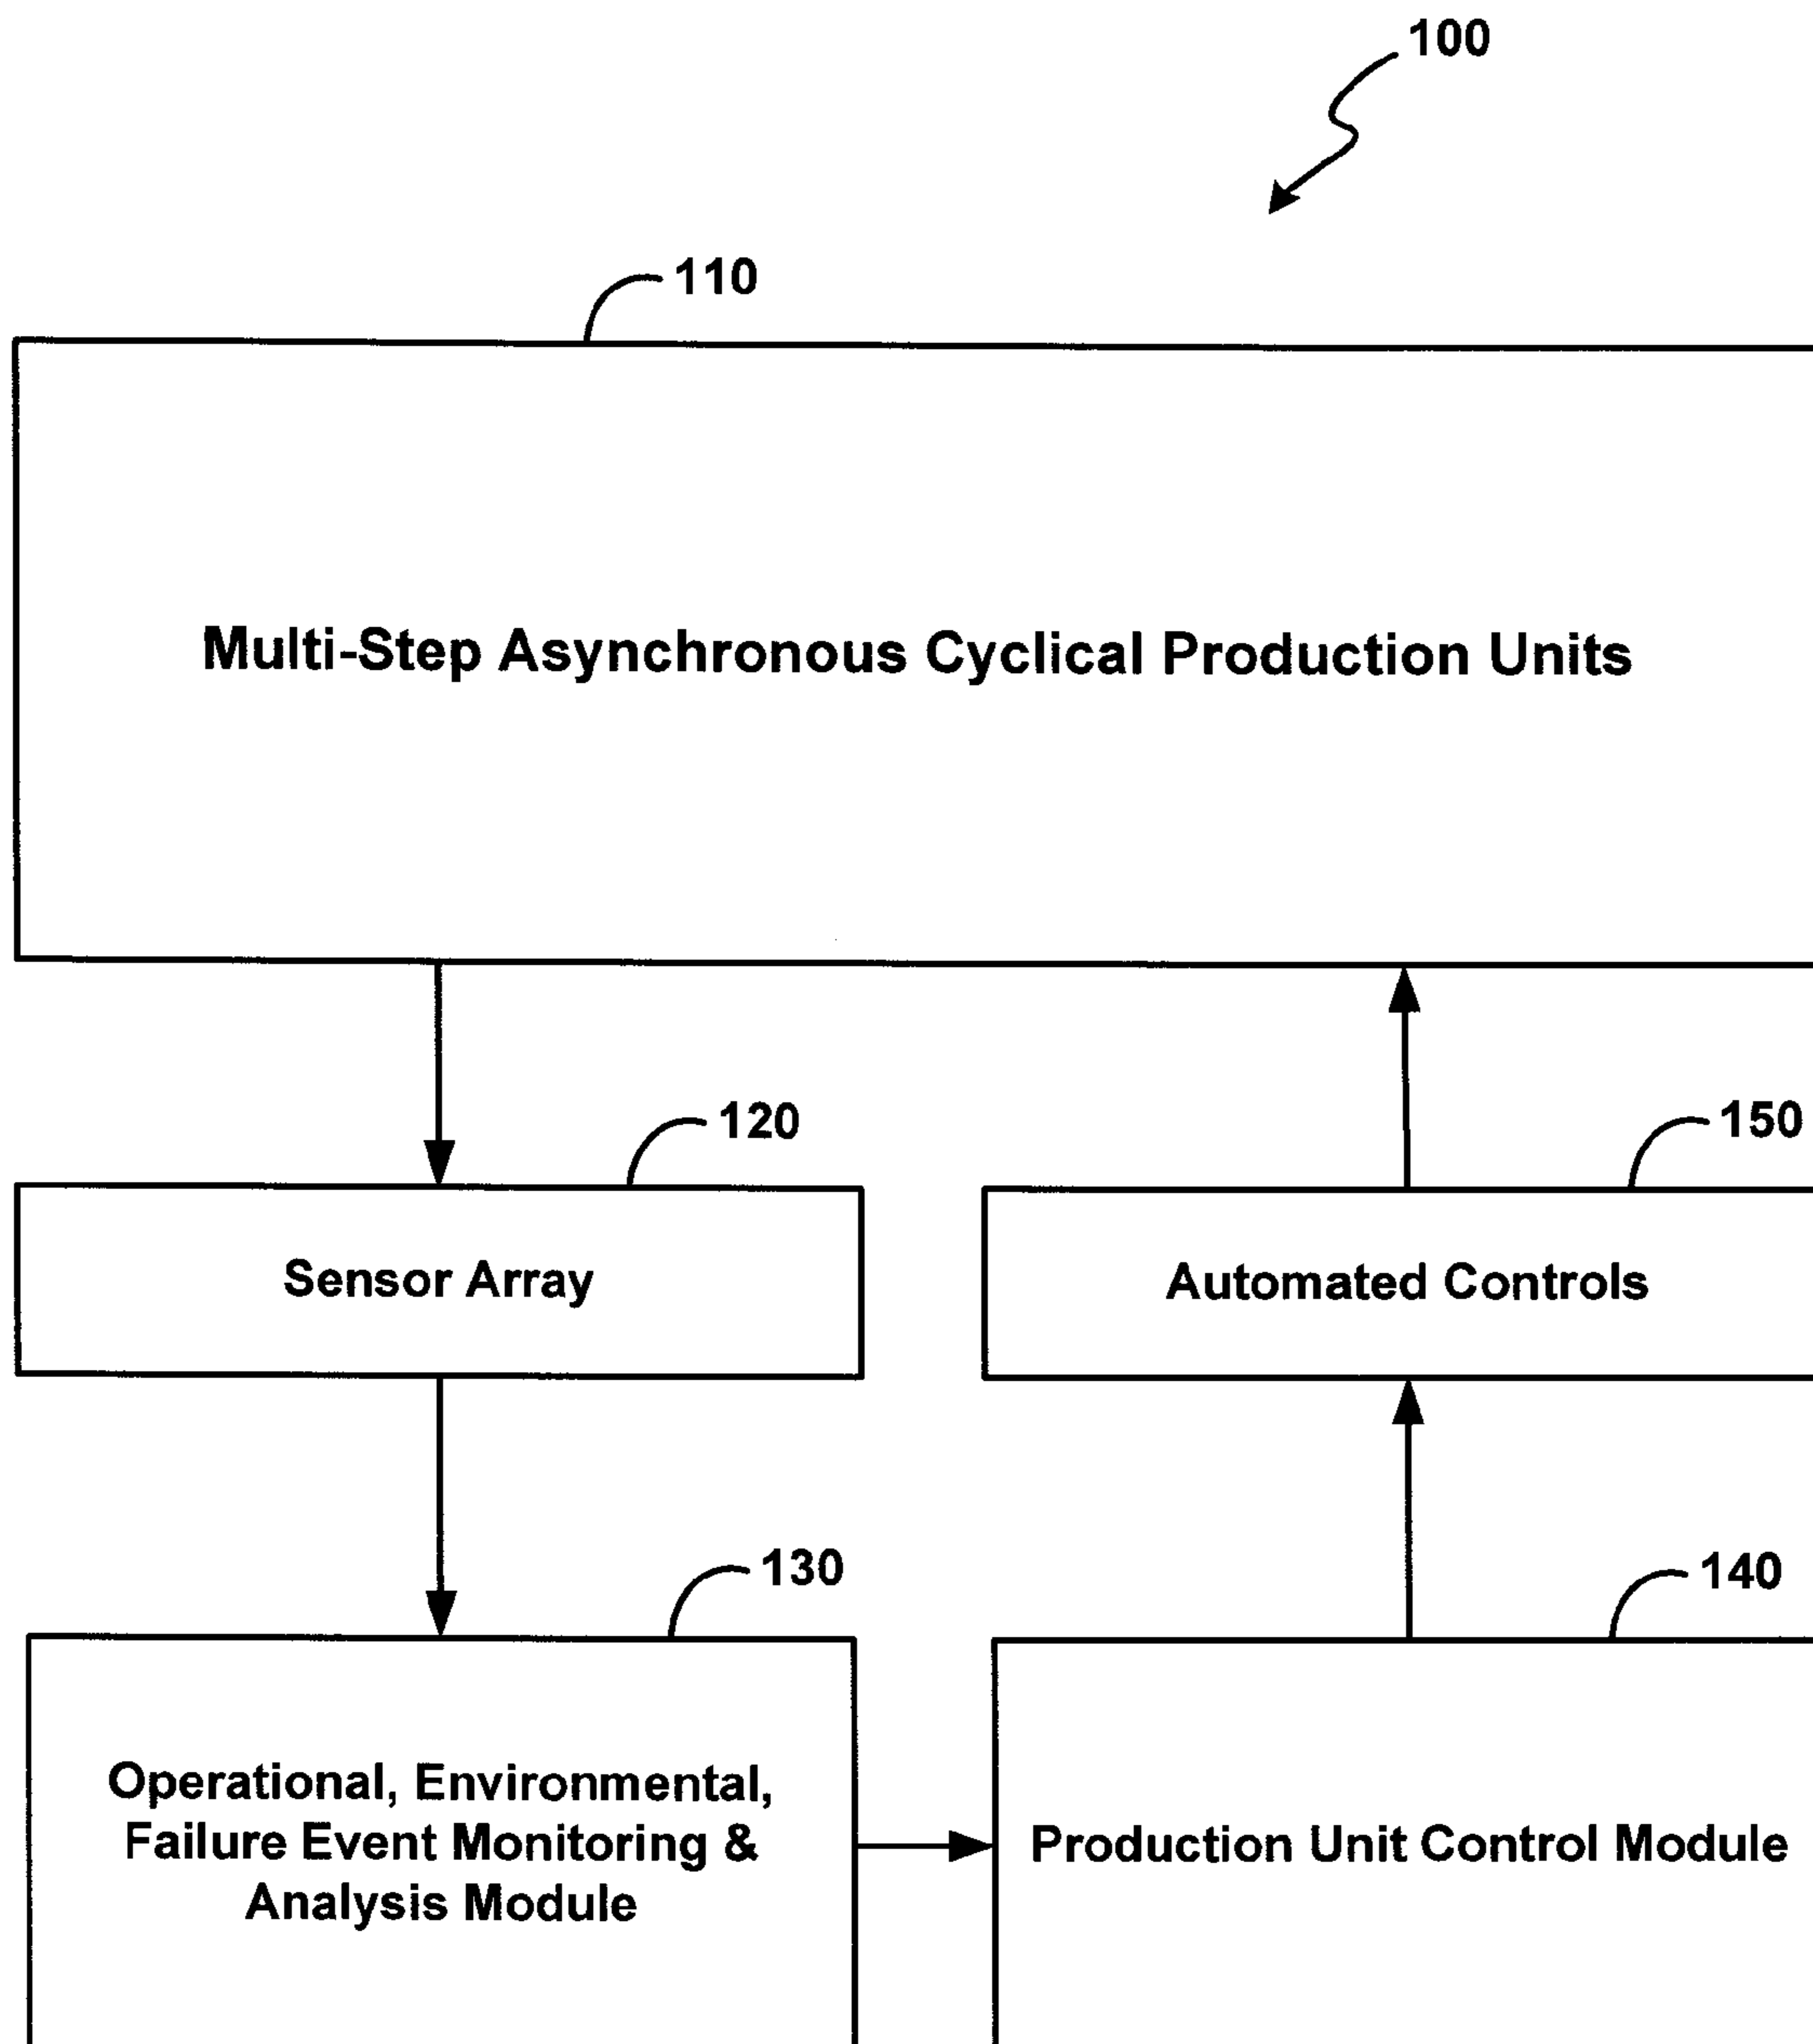 100
110
Multi-Step Asynchronous Cyclical Production Units
120
150
Sensor Array
Automated Controls
130
140
Operational, Environmental,
Failure Event Monitoring &
Analysis Module
Production Unit Control Module